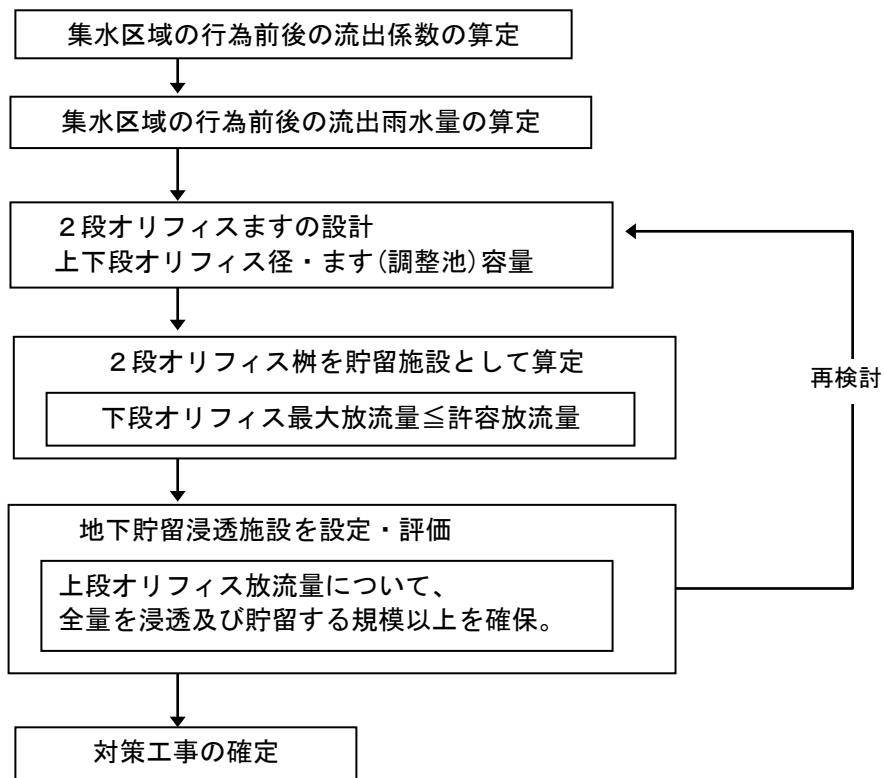 集水区域の行為前後の流出係数の算定
集水区域の行為前後の流出雨水量の算定
２段オリフィスますの設計
上下段オリフィス径・ます(調整池)容量
２段オリフィス桝を貯留施設として算定
再検討
下段オリフィス最大放流量≦許容放流量
地下貯留浸透施設を設定・評価
上段オリフィス放流量について、
全量を浸透及び貯留する規模以上を確保。
対策工事の確定